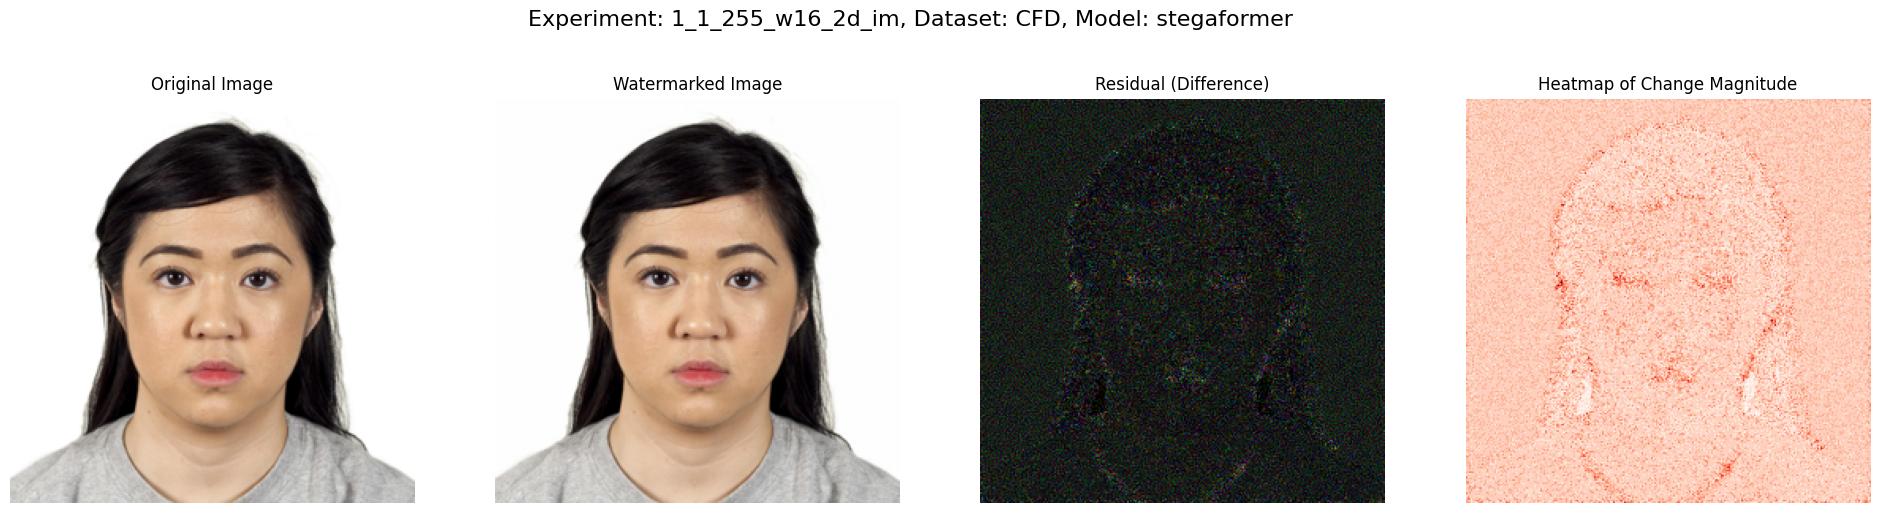 Experiment: 1_1_255_w16_2d_im, Dataset: CFD, Model: stegaformer
Original Image
Watermarked Image
Residual (Difference)
Heatmap of Change Magnitude